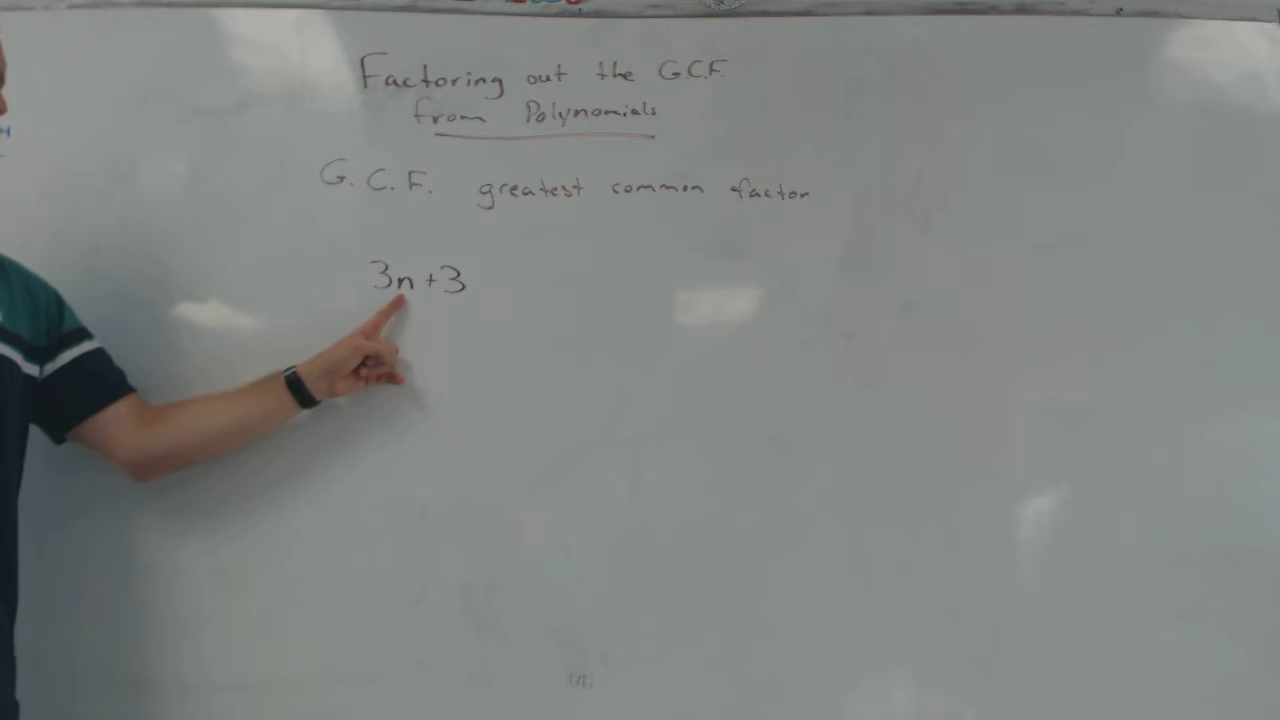 Factoring out the G.C.F.
from Polynomials
G. C. F. greatest common factor
3n + 3